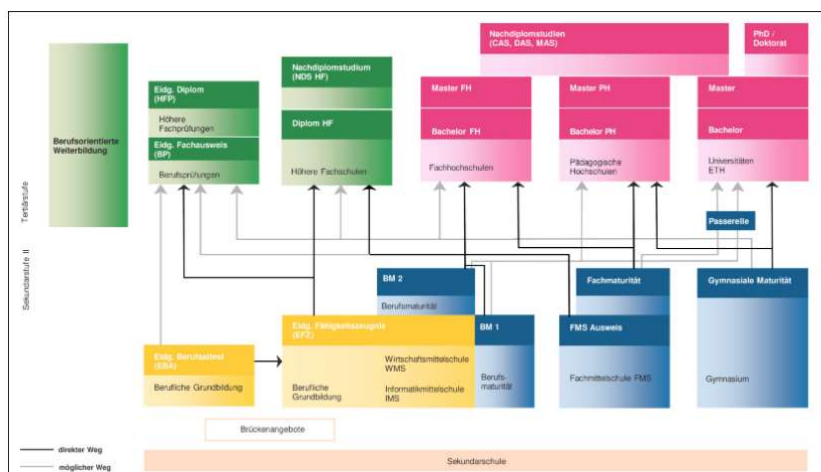 Nachdiplomstudien
(CAS, DAS, MAS)
PhD /
Doktorat
Berufsorientierte
Weiterbildung
Eidg. Diplom
(HFP)
Höhere
Fachprüfungen
Eidg. Fachausweis
(BP)
Berufsprüfungen
Nachdiplomstudium
(NDS HF)
Diplom HF
Höhere Fachschulen
Master FH
Bachelor FH
Fachhochschulen
Master PH
Bachelor PH
Pädagogische
Hochschulen
Master
Bachelor
Universitäten
ETH
Tertiärstufe
Sekundarstufe II
Passerelle
BM 2
Berufsmaturität
Fachmaturität
Gymnasiale Maturität
Eidg. Berufsattest
(EBA)
Berufliche Grundbildung
Eidg. Fähigkeitszeugnis
(EFZ)
Wirtschaftsmittelschule
WMS
Berufliche
Grundbildung
Informatikmittelschule
IMS
BM 1
Berufs-
maturität
FMS Ausweis
Fachmittelschule FMS
Gymnasium
Brückenangebote
direkter Weg
möglicher Weg
Sekundarschule